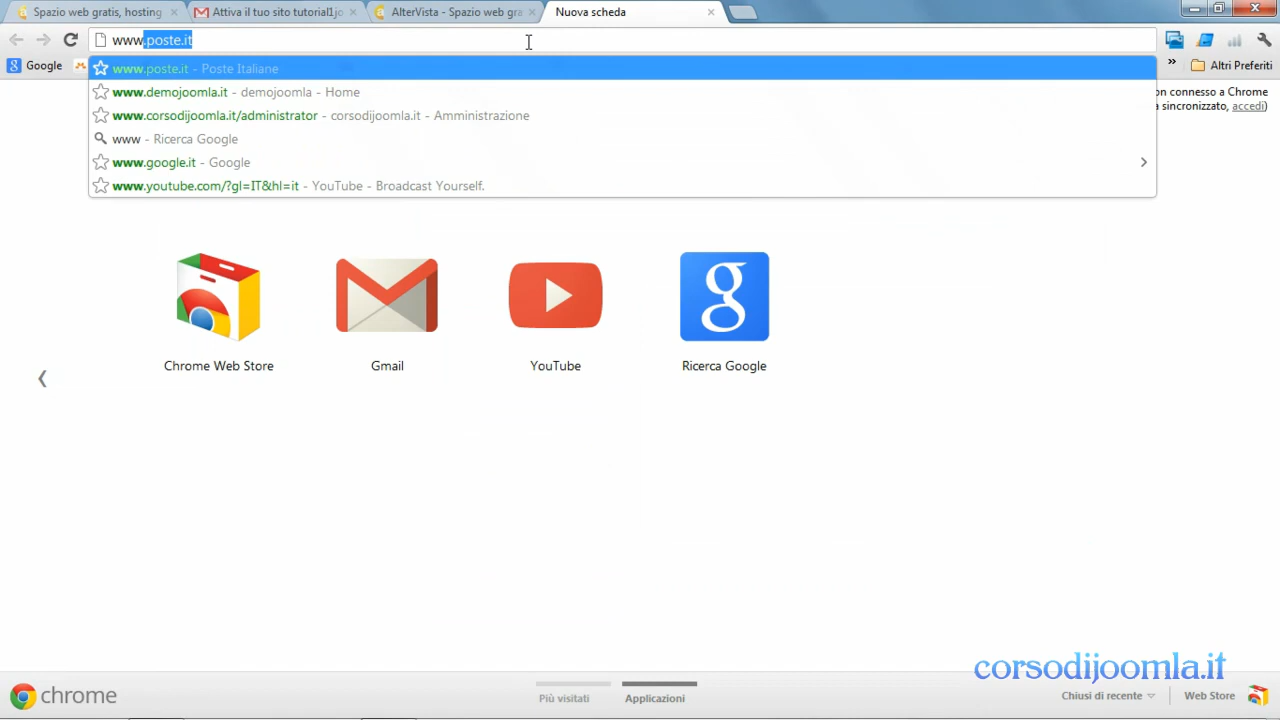 Spazio web gratis, hosting
Attiva il tuo sito tutorial1jo
AlterVista - Spazio web gra
Nuova scheda
www.poste.it
Google
» Altri Preferiti
www.poste.it - Poste Italiane
www.demojoomla.it - demojoomla - Home
www.corsodijoomla.it/administrator - corsodijoomla.it - Amministrazione
www - Ricerca Google
www.google.it - Google
www.youtube.com/?gl=IT&hl=it - YouTube - Broadcast Yourself.
on connesso a Chrome
a sincronizzato, accedi)
Chrome Web Store
Gmail
YouTube
Ricerca Google
corsodijoomla.it
chrome
Più visitati
Applicazioni
Chiusi di recente
Web Store